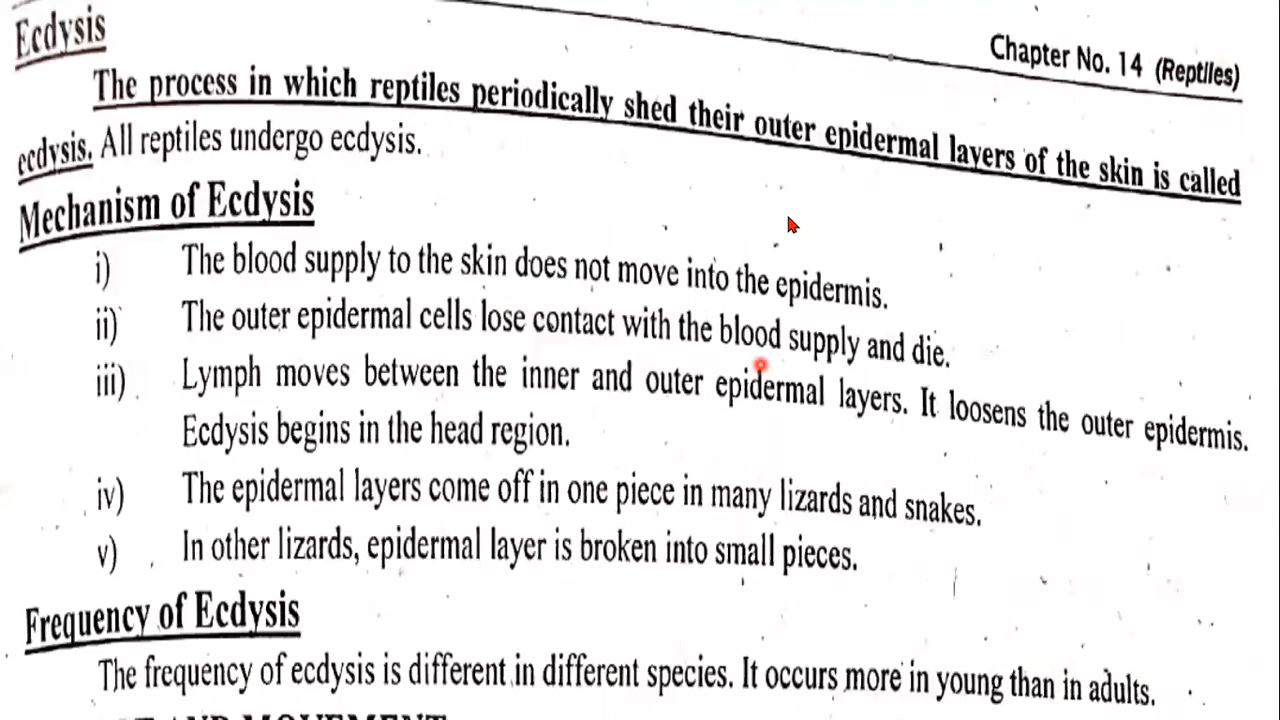 Ecdysis
Chapter No. 14 (Reptiles)
The process in which reptiles periodically shed their outer epidermal layers of the skin is called
ecdysis. All reptiles undergo ecdysis.
Mechanism of Ecdysis
i) The blood supply to the skin does not move into the epidermis.
ii) The outer epidermal cells lose contact with the blood supply and die.
iii) Lymph moves between the inner and outer epidermal layers. It loosens the outer epidermis.
Ecdysis begins in the head region.
iv) The epidermal layers come off in one piece in many lizards and snakes.
v) In other lizards, epidermal layer is broken into small pieces.
Frequency of Ecdysis
The frequency of ecdysis is different in different species. It occurs more in young than in adults.
AND MOVEMENT